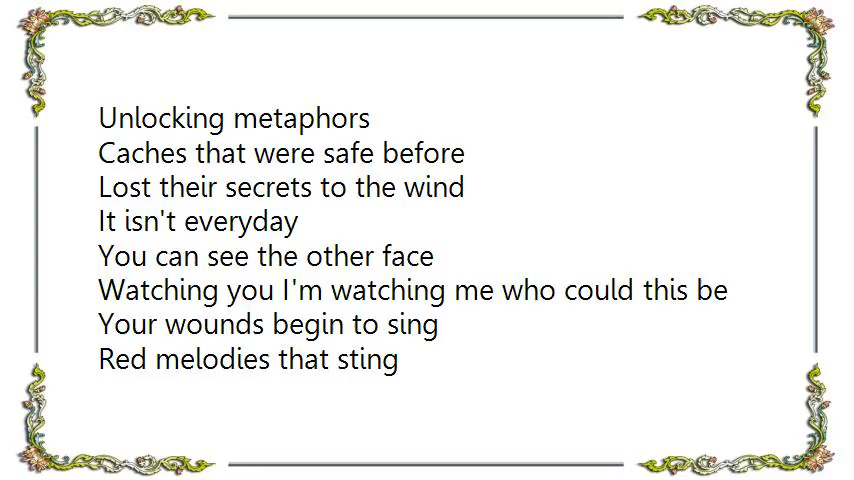 Unlocking metaphors
Caches that were safe before
Lost their secrets to the wind
It isn't everyday
You can see the other face
Watching you I'm watching me who could this be
Your wounds begin to sing
Red melodies that sting